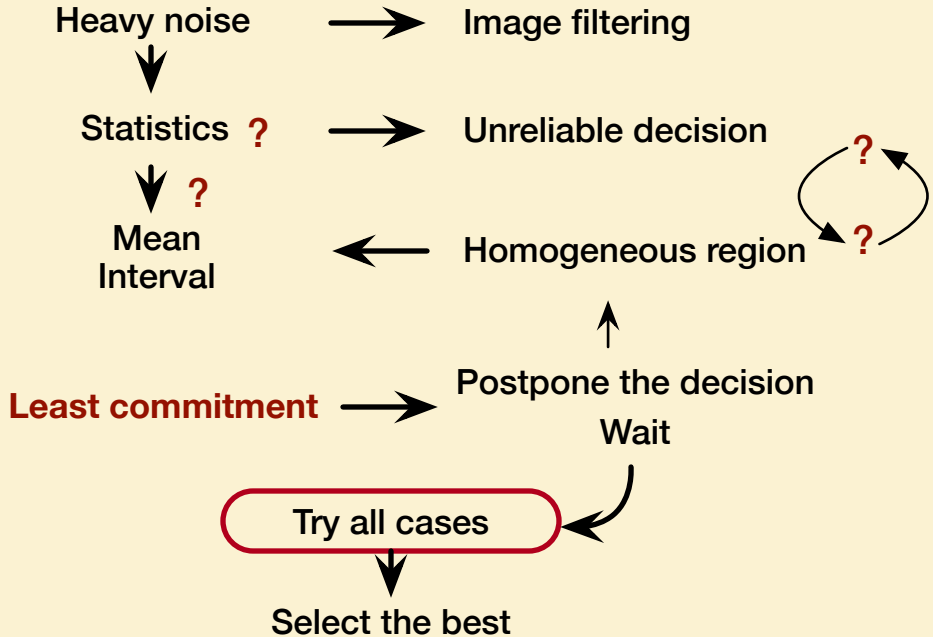 Heavy noise
Image filtering
Statistics ?
Unreliable decision
?
?
Mean
Interval
Homogeneous region
?
Least commitment
Postpone the decision
Wait
Try all cases
Select the best